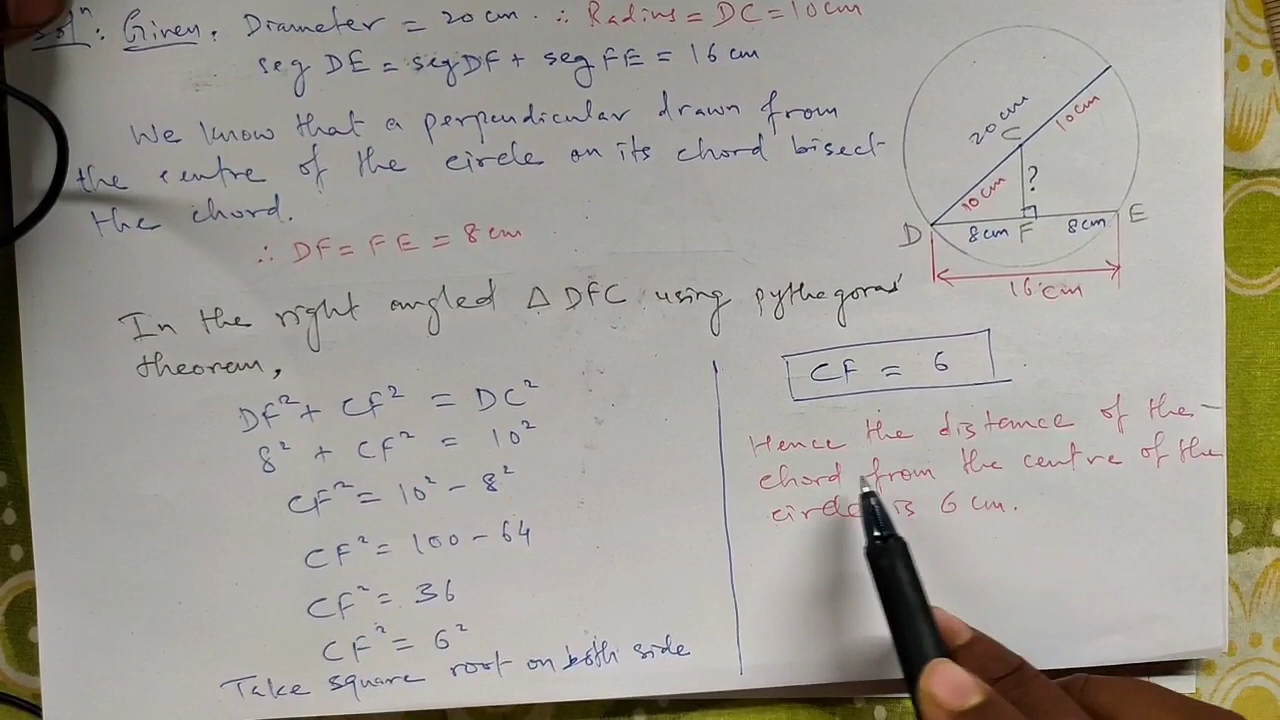 Solⁿ: Given, Diameter = 20 cm. ∴ Radius = DC = 10 cm
seg DE = seg DF + seg FE = 16 cm
We know that a perpendicular drawn from
the centre of the circle on its chord bisect
the chord.
∴ DF = FE = 8 cm
In the right angled Δ DFC using pythagoras'
theorem,
DF² + CF² = DC²
8² + CF² = 10²
CF² = 10² - 8²
CF² = 100 - 64
CF² = 36
CF² = 6²
Take square root on both side
20 cm
C
10 cm
10 cm
?
D
8 cm
F
8 cm
E
16 cm
CF = 6
Hence the distance of the
chord from the centre of the
circle is 6 cm.